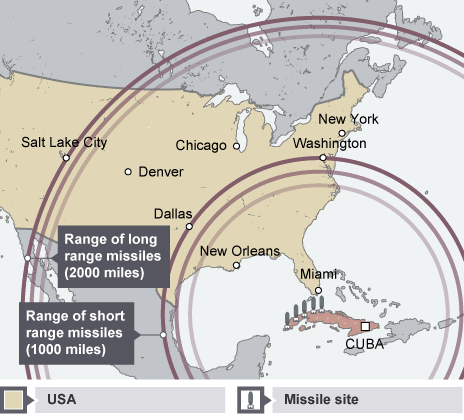 New York
Salt Lake City
Chicago
Washington
Denver
Dallas
Range of long
range missiles
(2000 miles)
New Orleans
Miami
Range of short
range missiles
(1000 miles)
CUBA
USA
Missile site